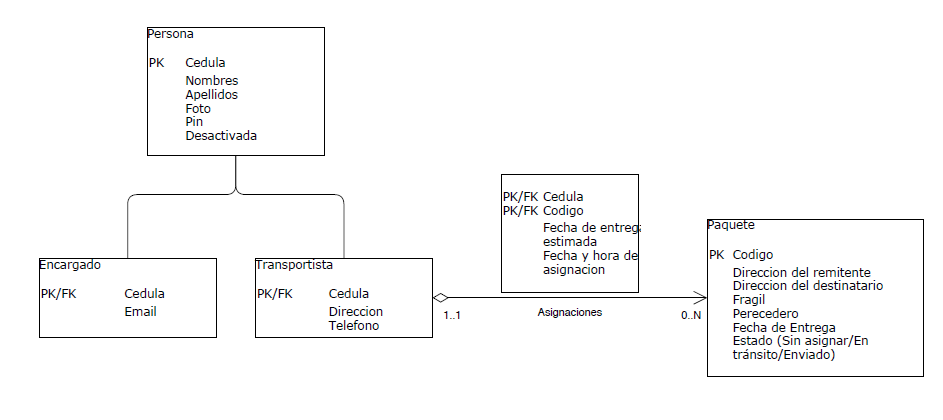 Persona
PK Cedula
Nombres
Apellidos
Foto
Pin
Desactivada
Encargado
PK/FK Cedula
Email
Transportista
PK/FK Cedula
Direccion
Telefono
PK/FK Cedula
PK/FK Codigo
Fecha de entrega
estimada
Fecha y hora de
asignacion
1..1
Asignaciones
0..N
Paquete
PK Codigo
Direccion del remitente
Direccion del destinatario
Fragil
Perecedero
Fecha de Entrega
Estado (Sin asignar/En
tránsito/Enviado)